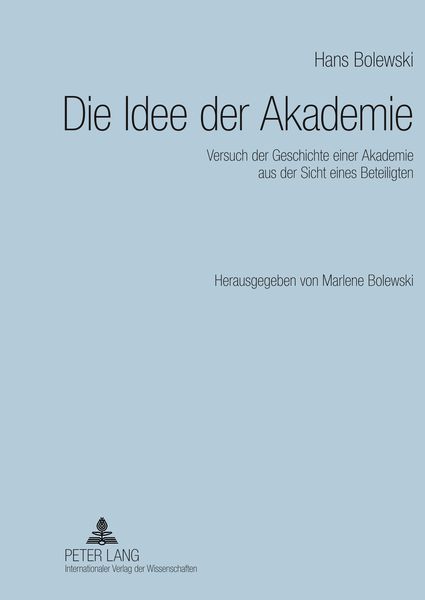 Hans Bolewski
Die Idee der Akademie
Versuch der Geschichte einer Akademie
aus der Sicht eines Beteiligten
Herausgegeben von Marlene Bolewski
PETER LANG
Internationaler Verlag der Wissenschaften